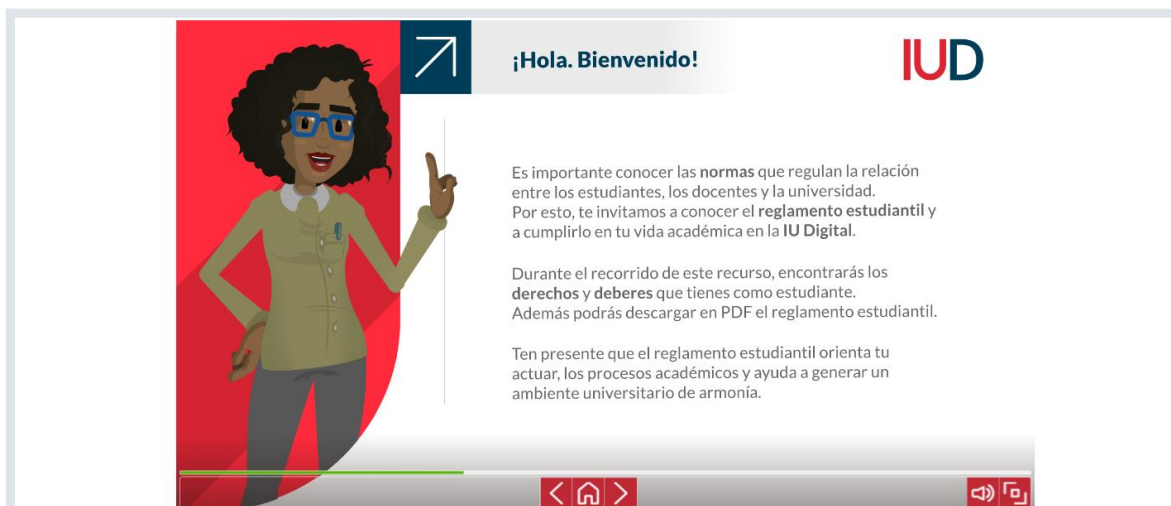 ¡Hola. Bienvenido!
IUD
Es importante conocer las normas que regulan la relación
entre los estudiantes, los docentes y la universidad.
Por esto, te invitamos a conocer el reglamento estudiantil y
a cumplirlo en tu vida académica en la IU Digital.
Durante el recorrido de este recurso, encontrarás los
derechos y deberes que tienes como estudiante.
Además podrás descargar en PDF el reglamento estudiantil.
Ten presente que el reglamento estudiantil orienta tu
actuar, los procesos académicos y ayuda a generar un
ambiente universitario de armonía.